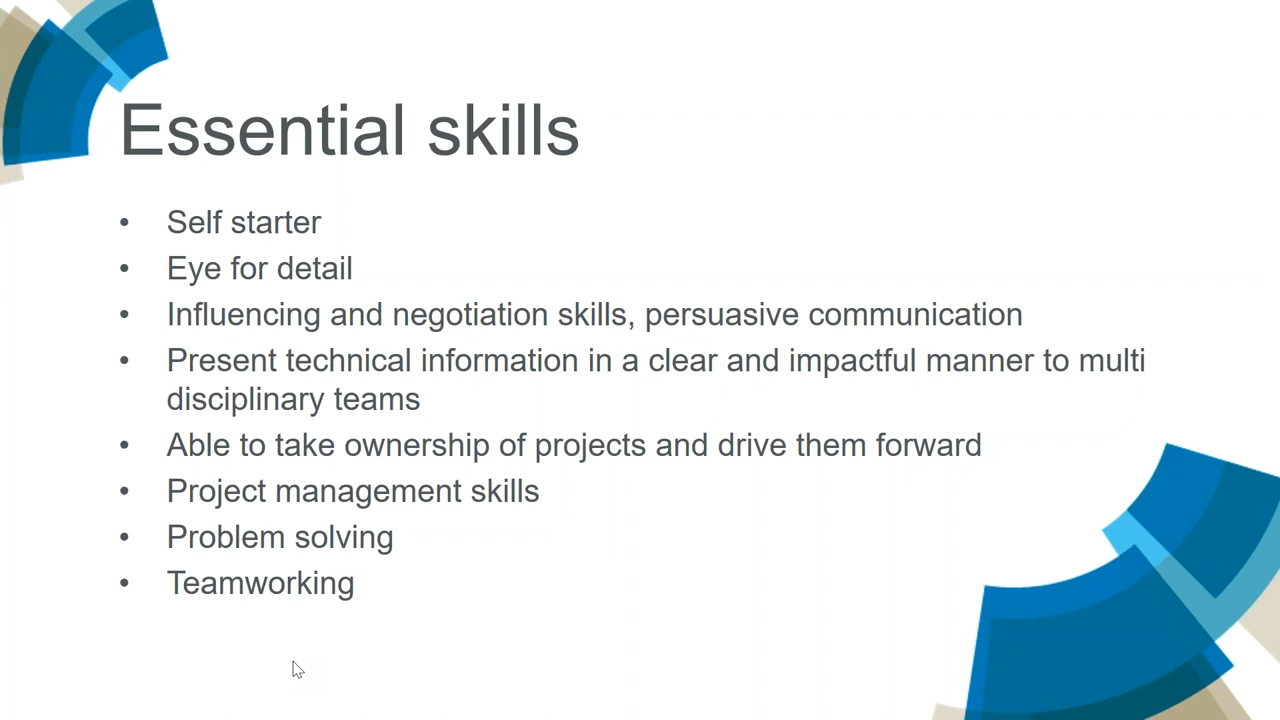 Essential skills
• Self starter
• Eye for detail
• Influencing and negotiation skills, persuasive communication
• Present technical information in a clear and impactful manner to multi
disciplinary teams
• Able to take ownership of projects and drive them forward
• Project management skills
• Problem solving
• Teamworking